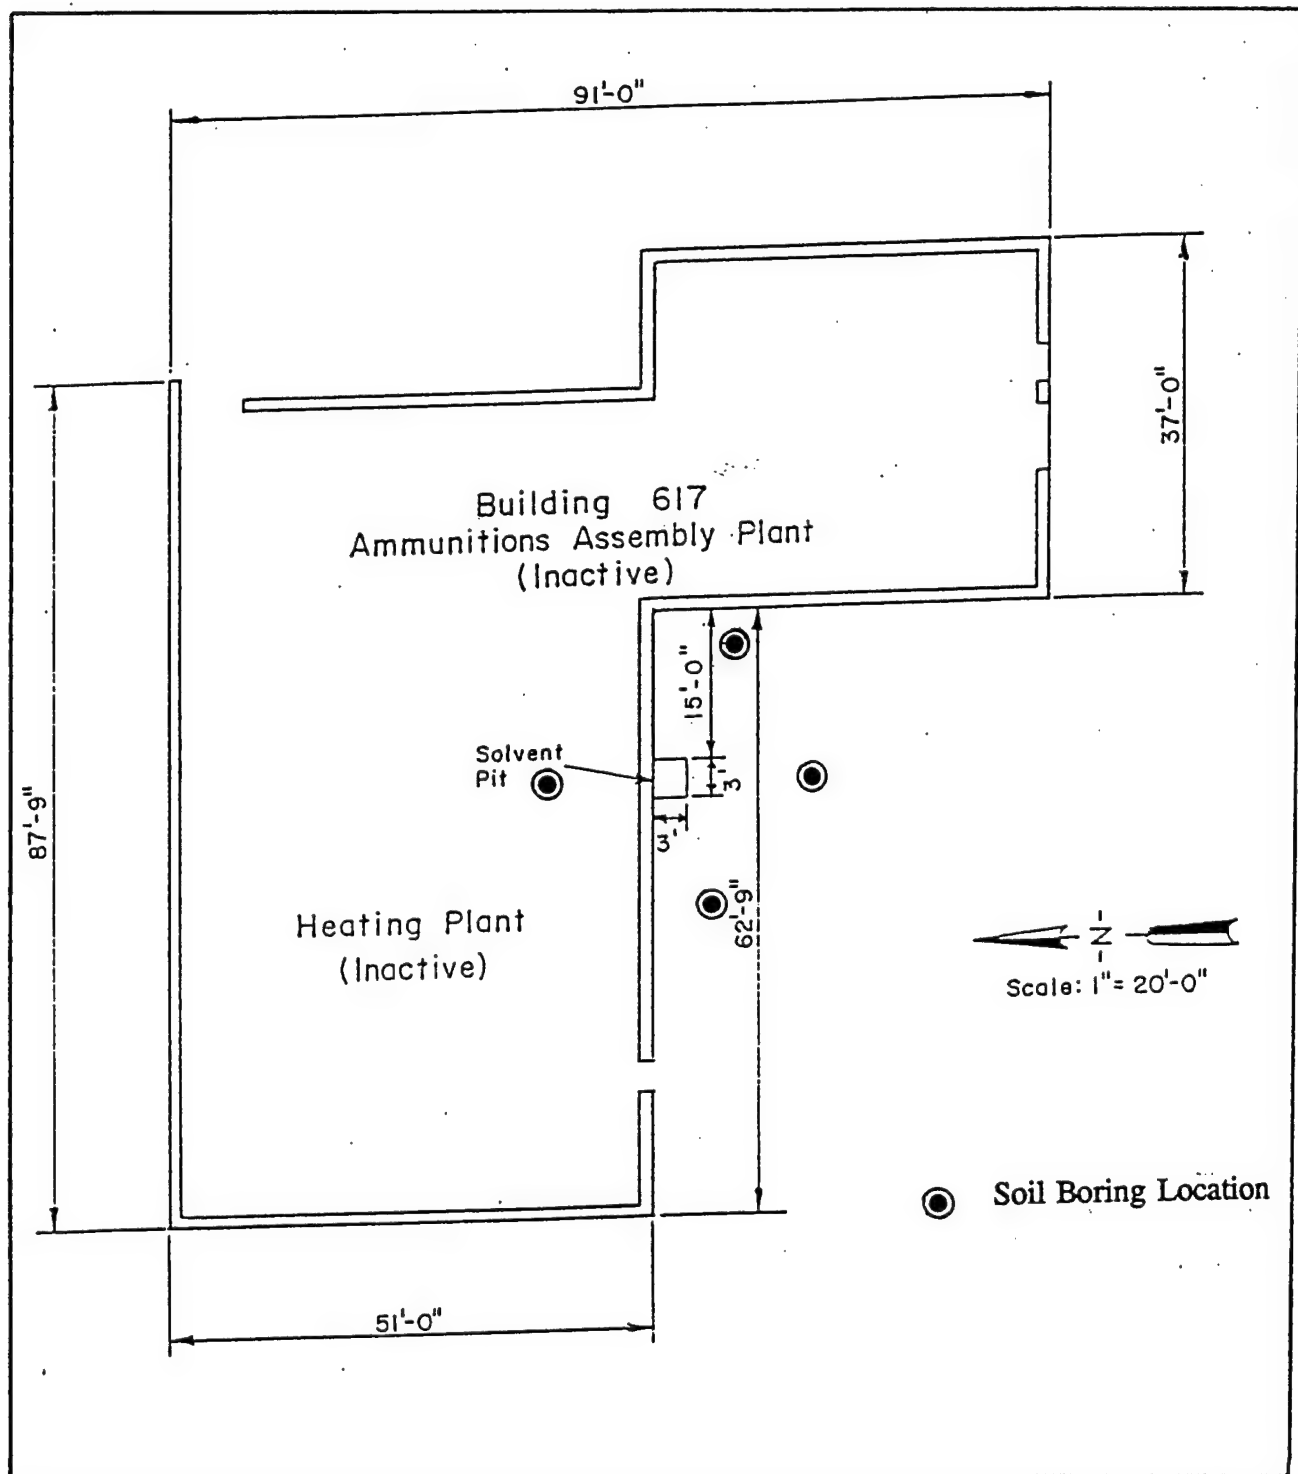 91'-0"
37'-0"
Building 617
Ammunitions Assembly Plant
(Inactive)
15'-0"
Solvent
Pit
3'
3'
87'-9"
62'-9"
Heating Plant
(Inactive)
-N-
Scale: 1" = 20'-0"
Soil Boring Location
51'-0"